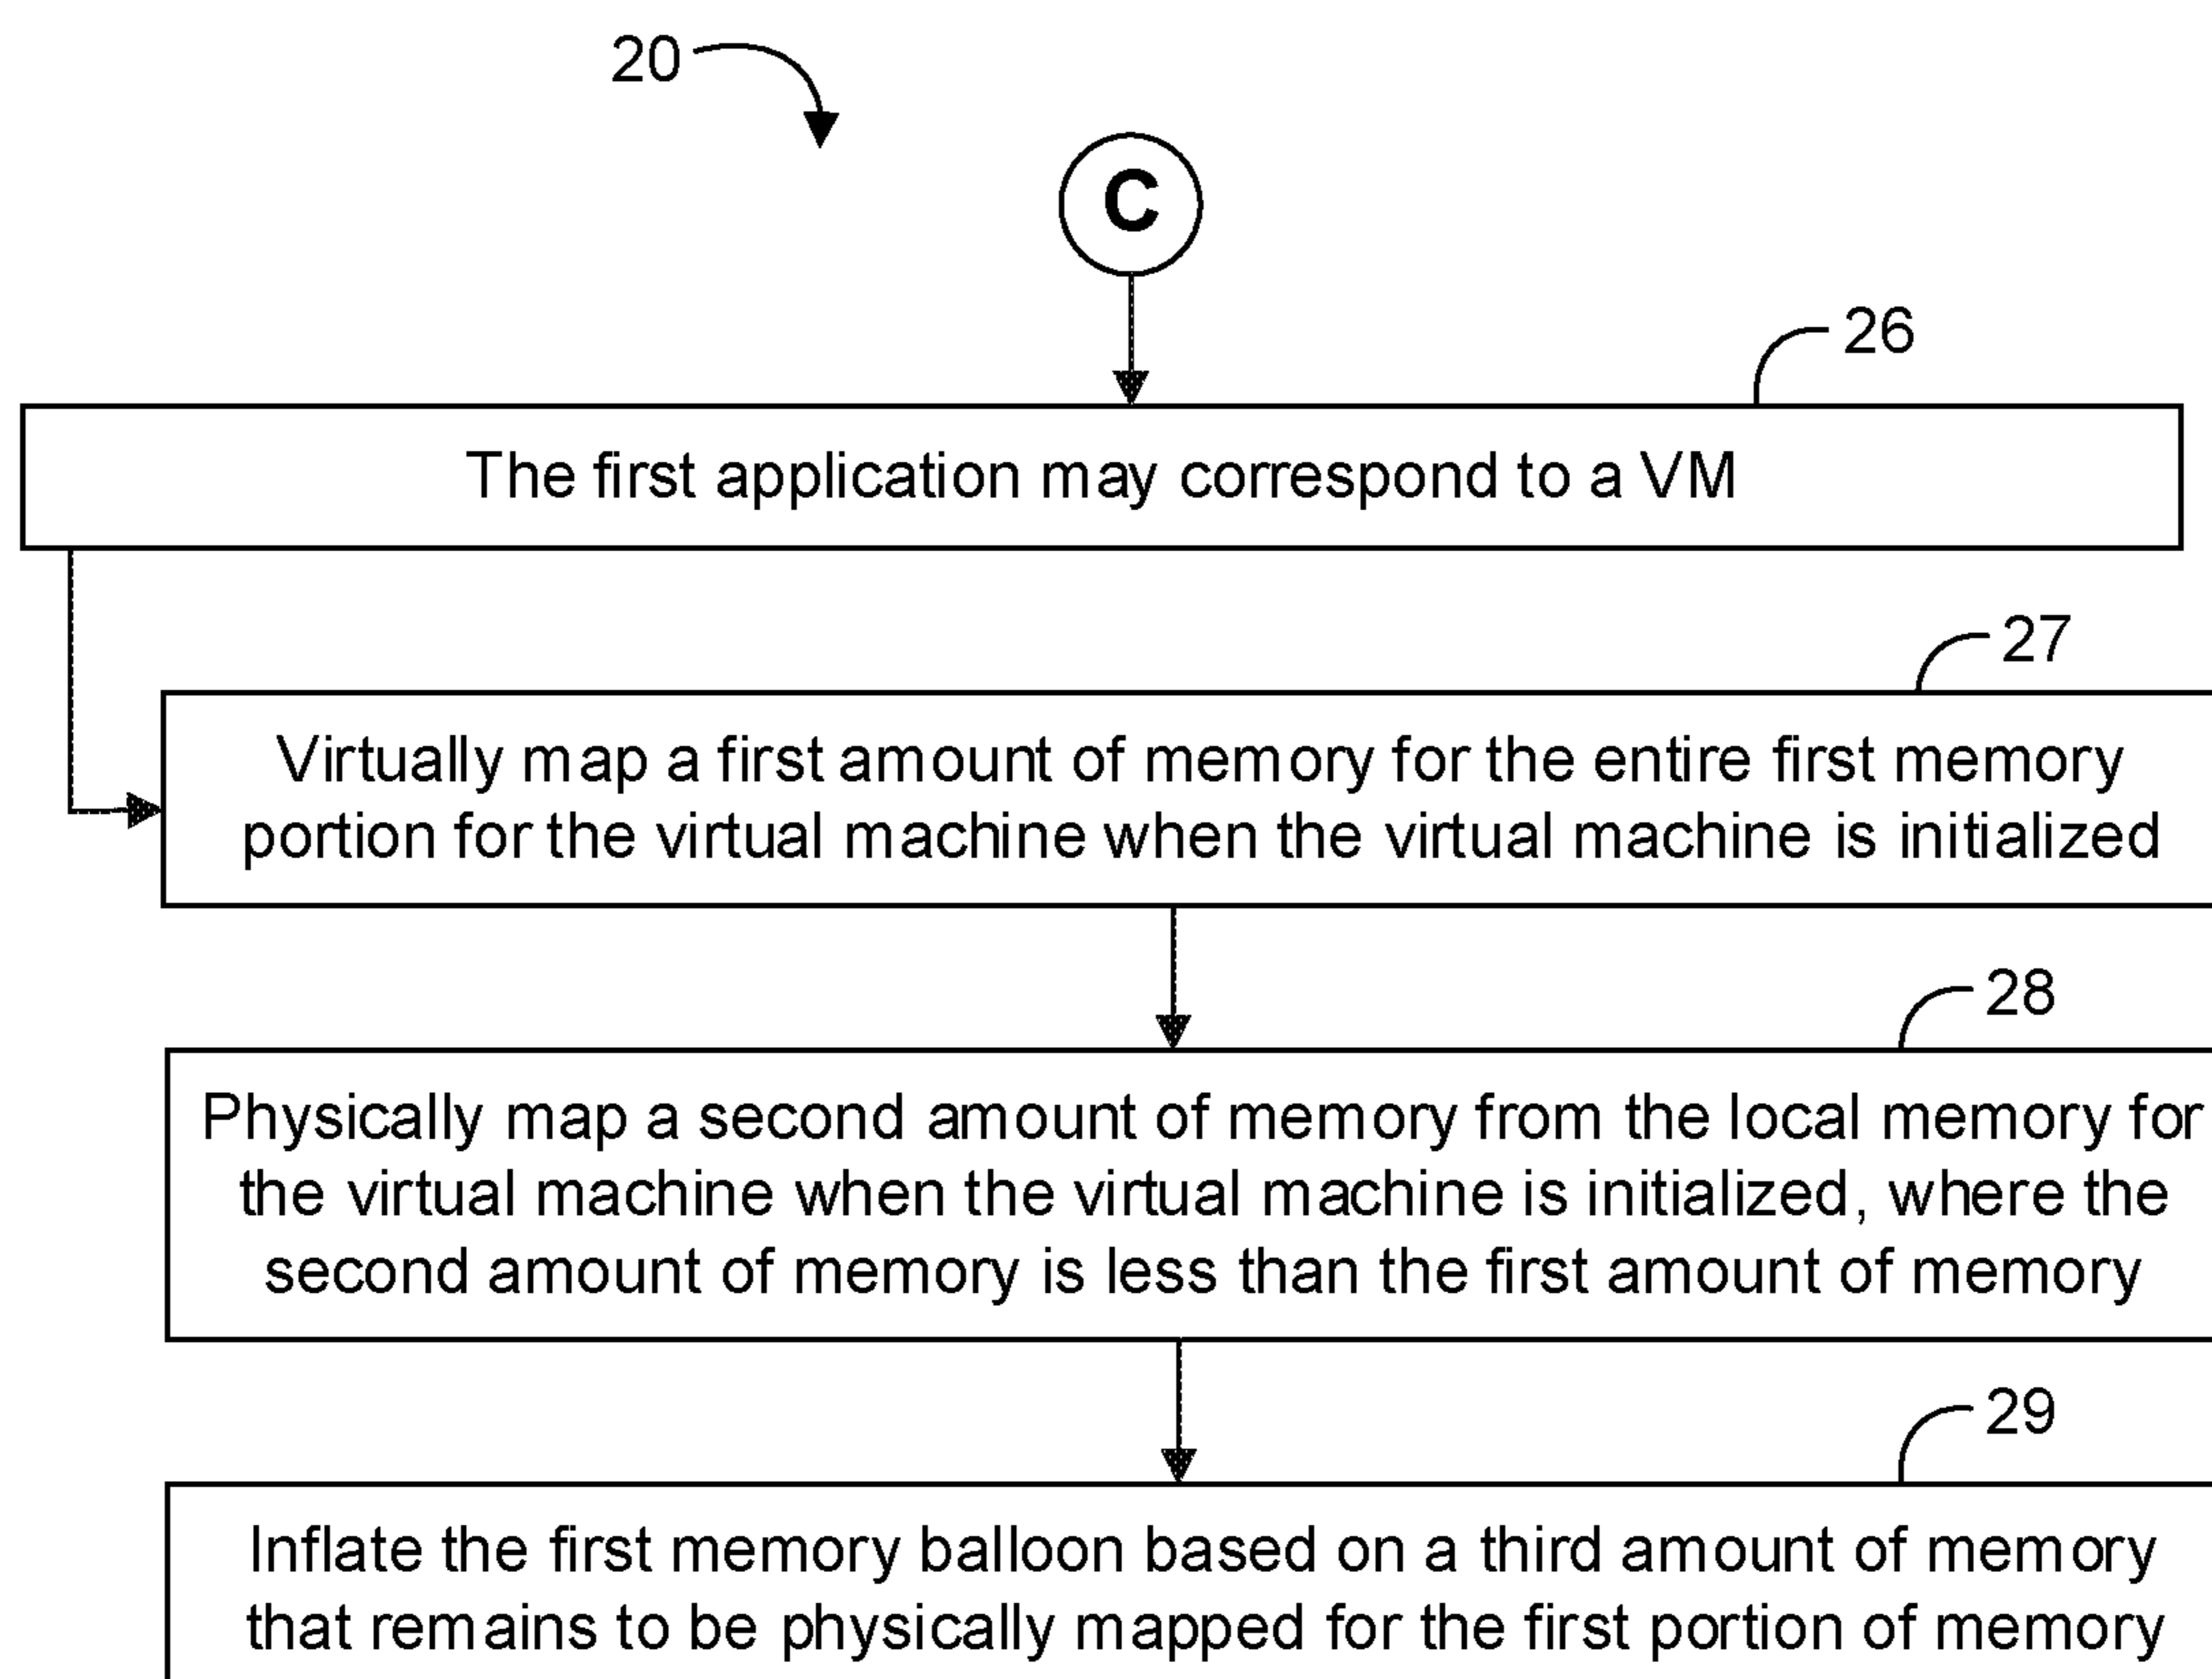 20
C
26
The first application may correspond to a VM
27
Virtually map a first amount of memory for the entire first memory
portion for the virtual machine when the virtual machine is initialized
28
Physically map a second amount of memory from the local memory for
the virtual machine when the virtual machine is initialized, where the
second amount of memory is less than the first amount of memory
29
Inflate the first memory balloon based on a third amount of memory
that remains to be physically mapped for the first portion of memory